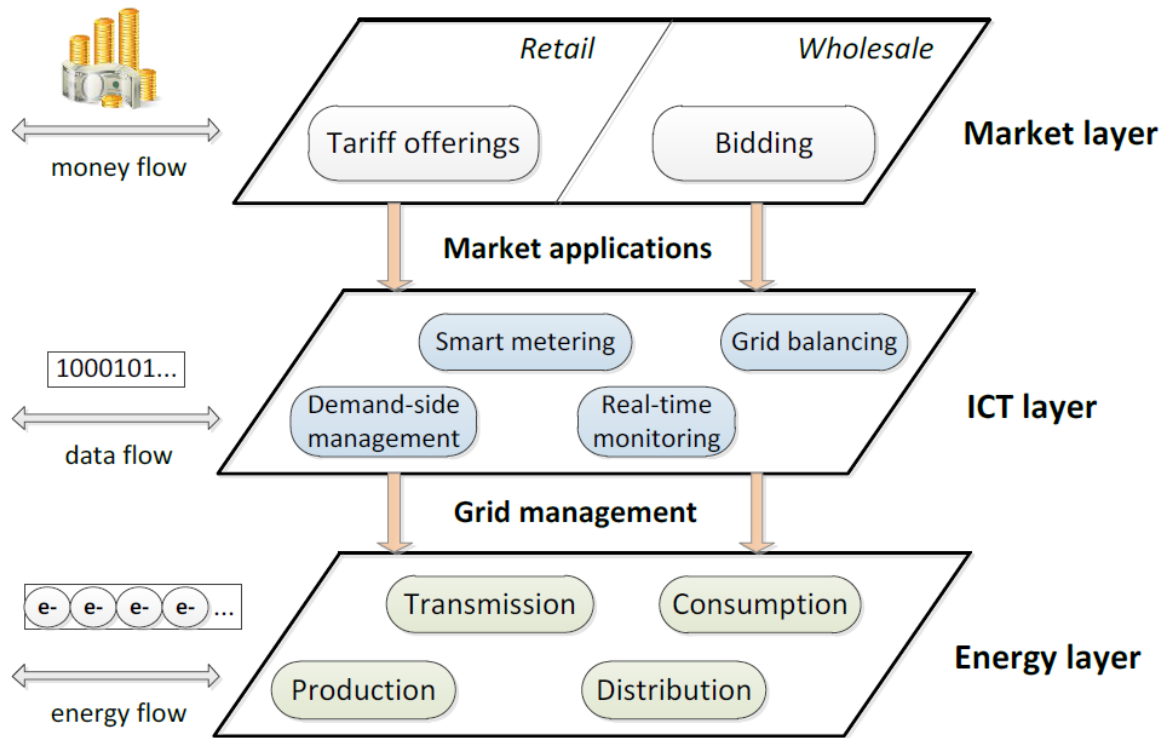 Retail
Wholesale
Tariff offerings
Bidding
Market layer
money flow
Market applications
Smart metering
Grid balancing
1000101...
Demand-side
management
Real-time
monitoring
ICT layer
data flow
Grid management
e- e- e- e- ...
Transmission
Consumption
Energy layer
Production
Distribution
energy flow